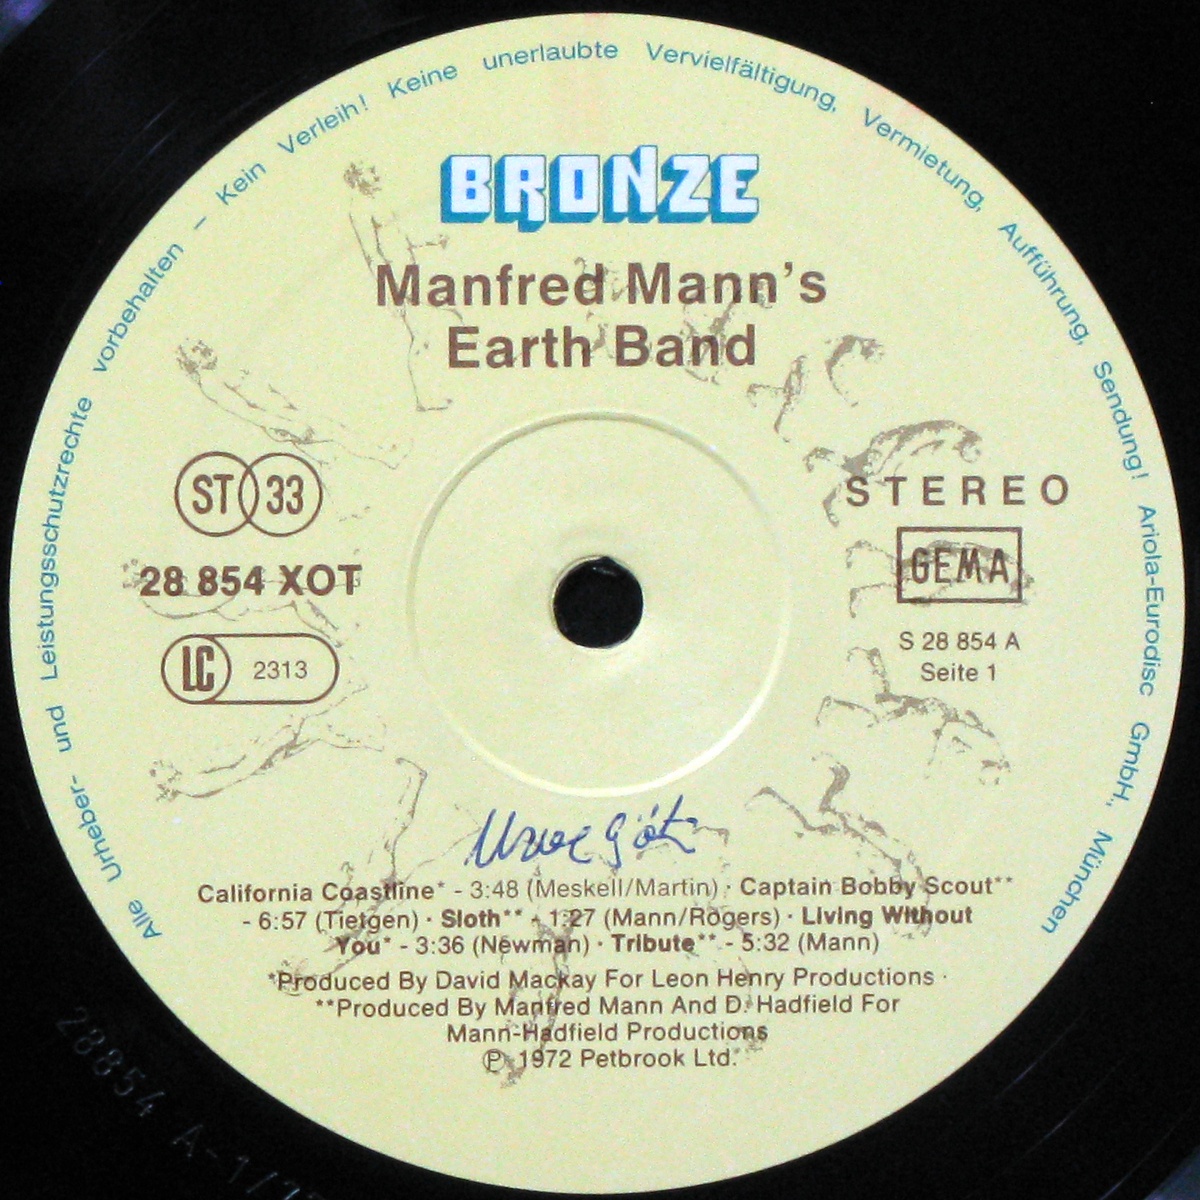 Alle Urheber- und Leistungsschutzrechte vorbehalten – Kein Verleih! Keine unerlaubte Vervielfältigung, Vermietung, Aufführung, Sendung! Ariola-Eurodisc GmbH., München
BRONZE
Manfred Mann's
Earth Band
ST 33
STEREO
28 854 XOT
GEMA
LC 2313
S 28 854 A
Seite 1
California Coastline* - 3:48 (Meskell/Martin) · Captain Bobby Scout**
- 6:57 (Tietgen) · Sloth** - 1:27 (Mann/Rogers) · Living Without
You* - 3:36 (Newman) · Tribute** - 5:32 (Mann)
*Produced By David Mackay For Leon Henry Productions ·
**Produced By Manfred Mann And D. Hadfield For
Mann-Hadfield Productions
Ⓟ 1972 Petbrook Ltd.
28854 A-1/